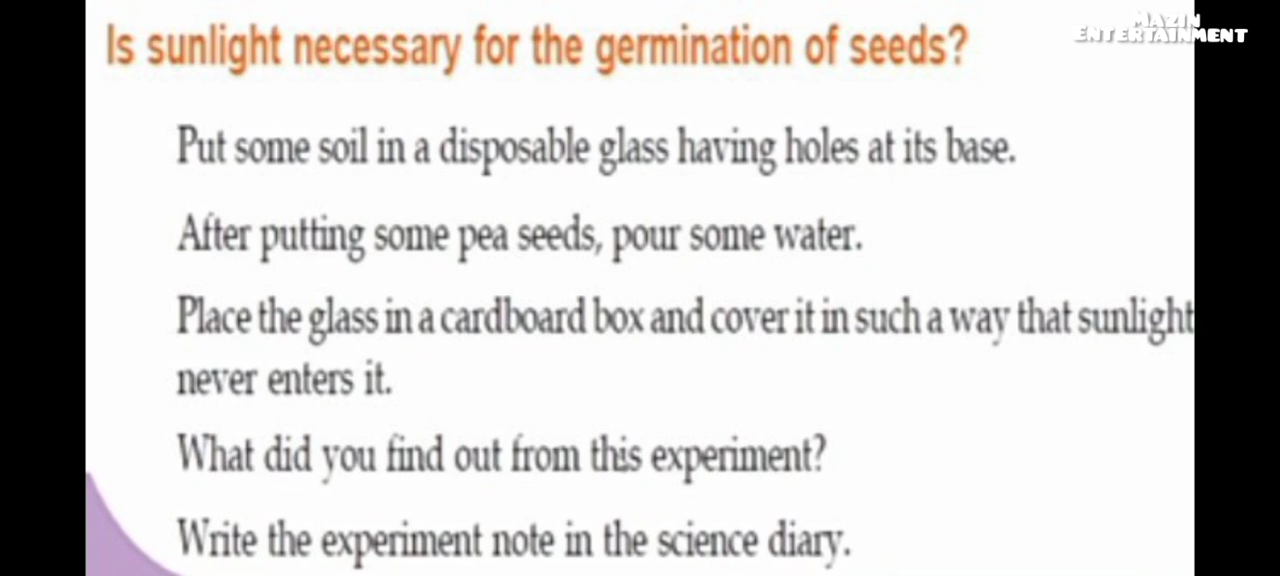 MAZIN
ENTERTAINMENT
Is sunlight necessary for the germination of seeds?
Put some soil in a disposable glass having holes at its base.
After putting some pea seeds, pour some water.
Place the glass in a cardboard box and cover it in such a way that sunlight
never enters it.
What did you find out from this experiment?
Write the experiment note in the science diary.